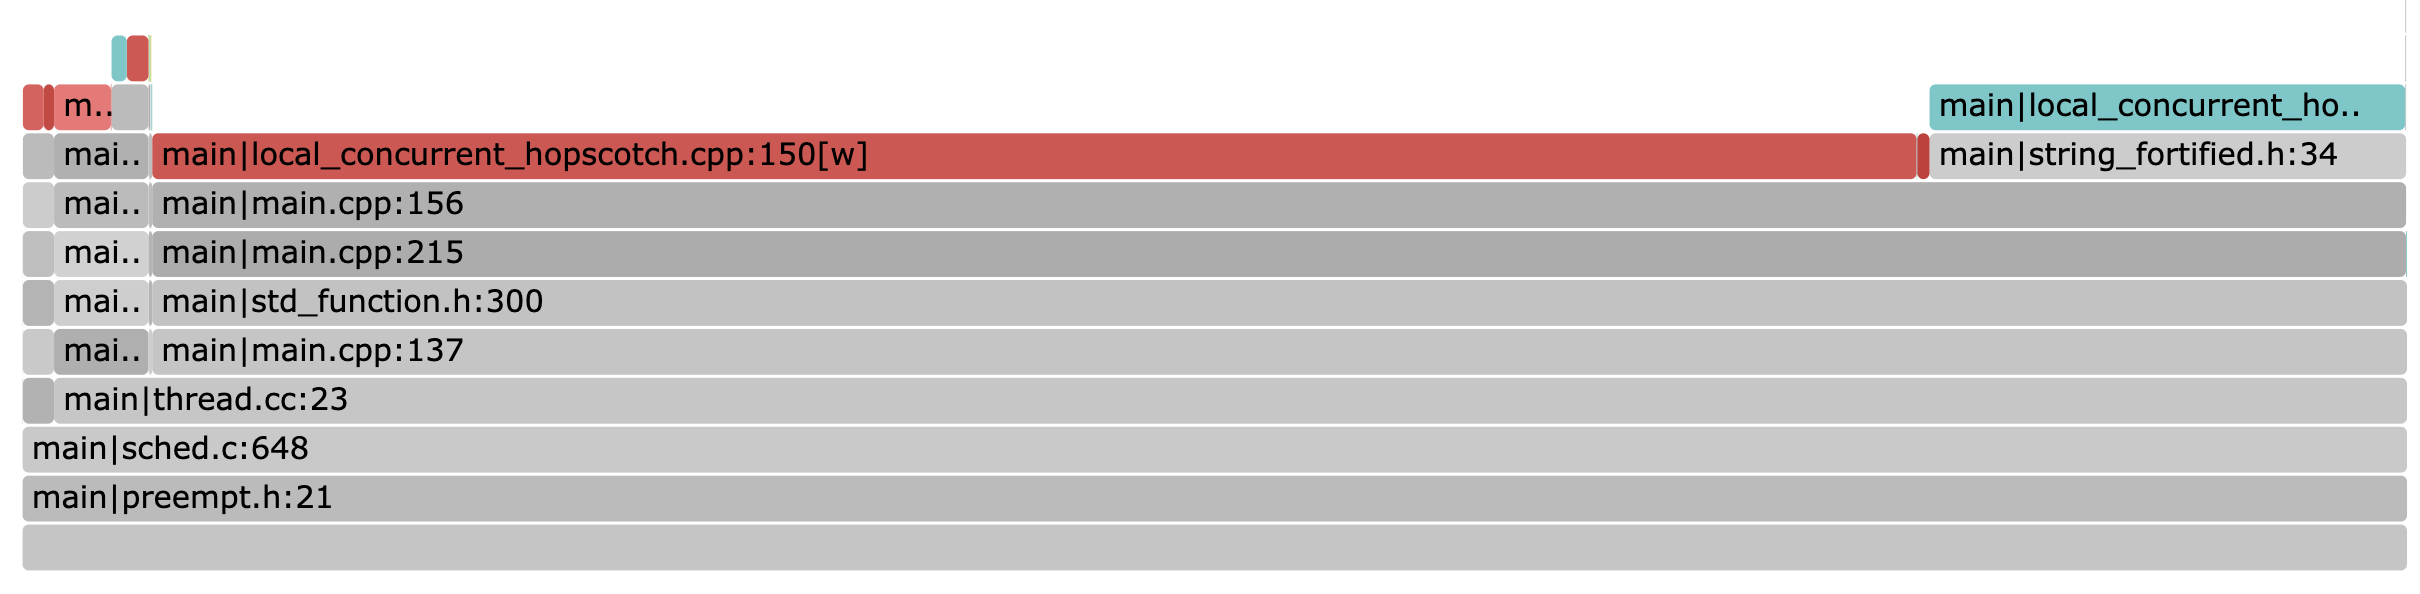 m..
main|local_concurrent_ho..
mai..
main|local_concurrent_hopscotch.cpp:150[w]
main|string_fortified.h:34
mai..
main|main.cpp:156
mai..
main|main.cpp:215
mai..
main|std_function.h:300
mai..
main|main.cpp:137
main|thread.cc:23
main|sched.c:648
main|preempt.h:21